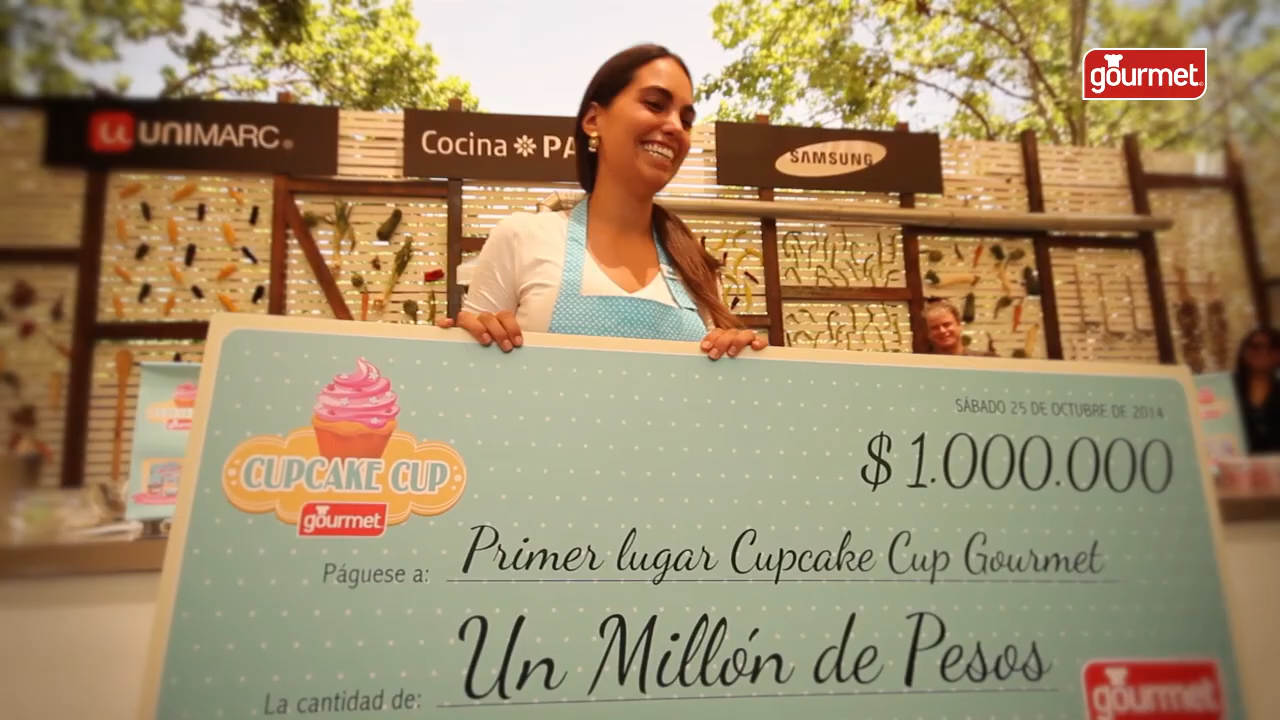 gourmet
UNIMARC
Cocina PA
SAMSUNG
SÁBADO 25 DE OCTUBRE DE 2014
$ 1.000.000
CUPCAKE CUP
gourmet
Páguese a: Primer lugar Cupcake Cup Gourmet
La cantidad de: Un Millón de Pesos
gourmet